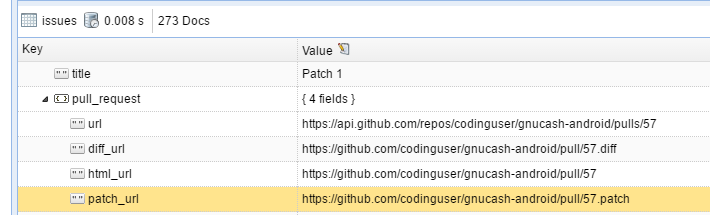 issues 0.008 s 273 Docs
Key Value
"" title Patch 1
{} pull_request { 4 fields }
"" url https://api.github.com/repos/codinguser/gnucash-android/pulls/57
"" diff_url https://github.com/codinguser/gnucash-android/pull/57.diff
"" html_url https://github.com/codinguser/gnucash-android/pull/57
"" patch_url https://github.com/codinguser/gnucash-android/pull/57.patch